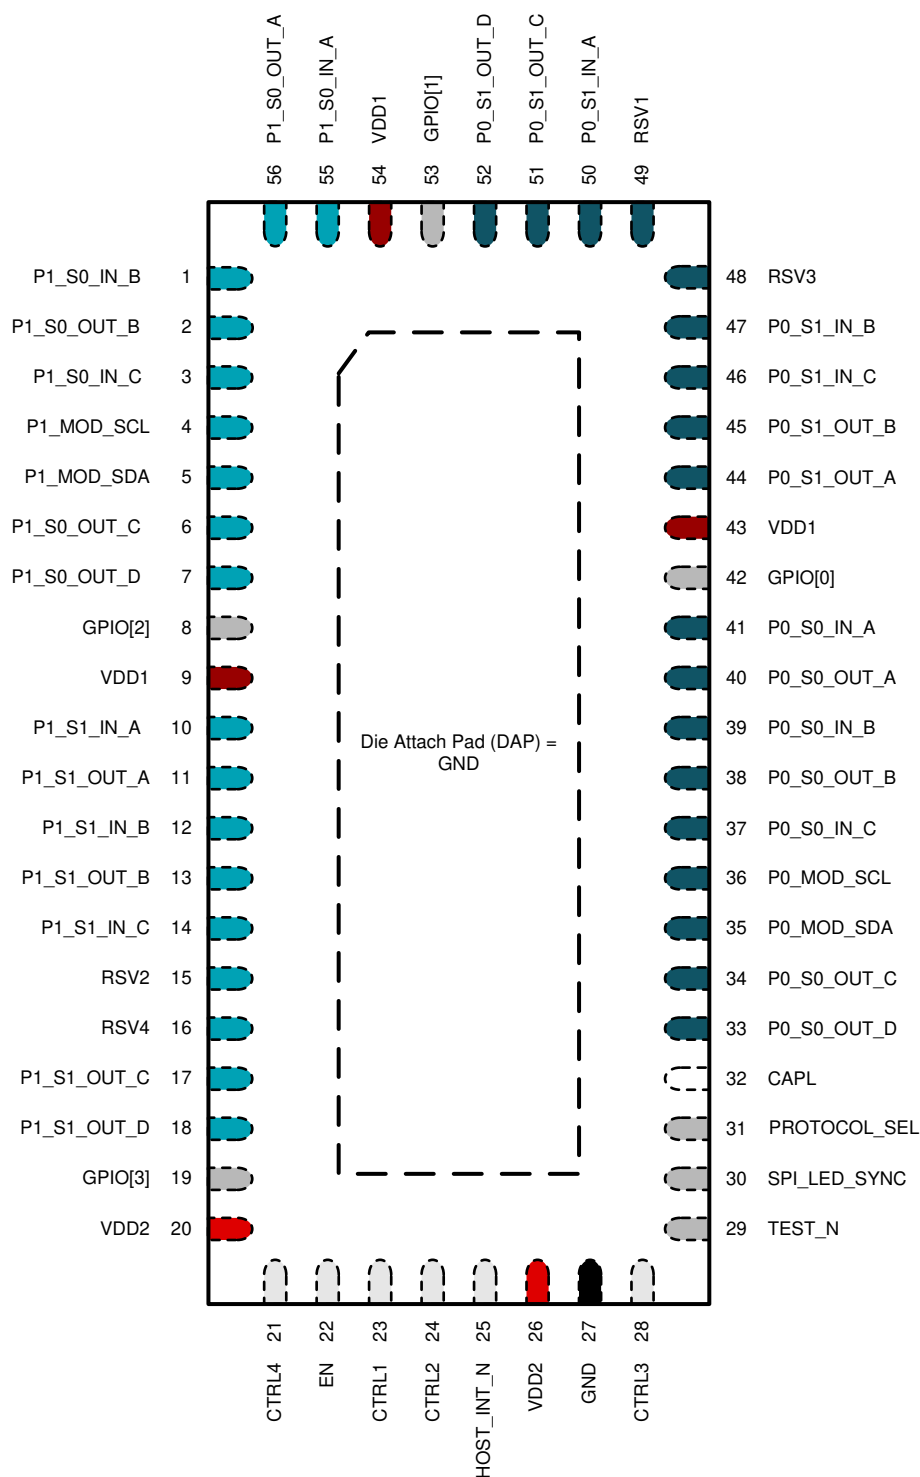 P1_S0_OUT_A
P1_S0_IN_A
VDD1
GPIO[1]
P0_S1_OUT_D
P0_S1_OUT_C
P0_S1_IN_A
RSV1
56 55 54 53 52 51 50 49
P1_S0_IN_B 1 48 RSV3
P1_S0_OUT_B 2 47 P0_S1_IN_B
P1_S0_IN_C 3 46 P0_S1_IN_C
P1_MOD_SCL 4 45 P0_S1_OUT_B
P1_MOD_SDA 5 44 P0_S1_OUT_A
P1_S0_OUT_C 6 43 VDD1
P1_S0_OUT_D 7 42 GPIO[0]
GPIO[2] 8 41 P0_S0_IN_A
VDD1 9 40 P0_S0_OUT_A
P1_S1_IN_A 10 39 P0_S0_IN_B
Die Attach Pad (DAP) =
GND
P1_S1_OUT_A 11 38 P0_S0_OUT_B
P1_S1_IN_B 12 37 P0_S0_IN_C
P1_S1_OUT_B 13 36 P0_MOD_SCL
P1_S1_IN_C 14 35 P0_MOD_SDA
RSV2 15 34 P0_S0_OUT_C
RSV4 16 33 P0_S0_OUT_D
P1_S1_OUT_C 17 32 CAPL
P1_S1_OUT_D 18 31 PROTOCOL_SEL
GPIO[3] 19 30 SPI_LED_SYNC
VDD2 20 29 TEST_N
21 22 23 24 25 26 27 28
CTRL4
EN
CTRL1
CTRL2
HOST_INT_N
VDD2
GND
CTRL3